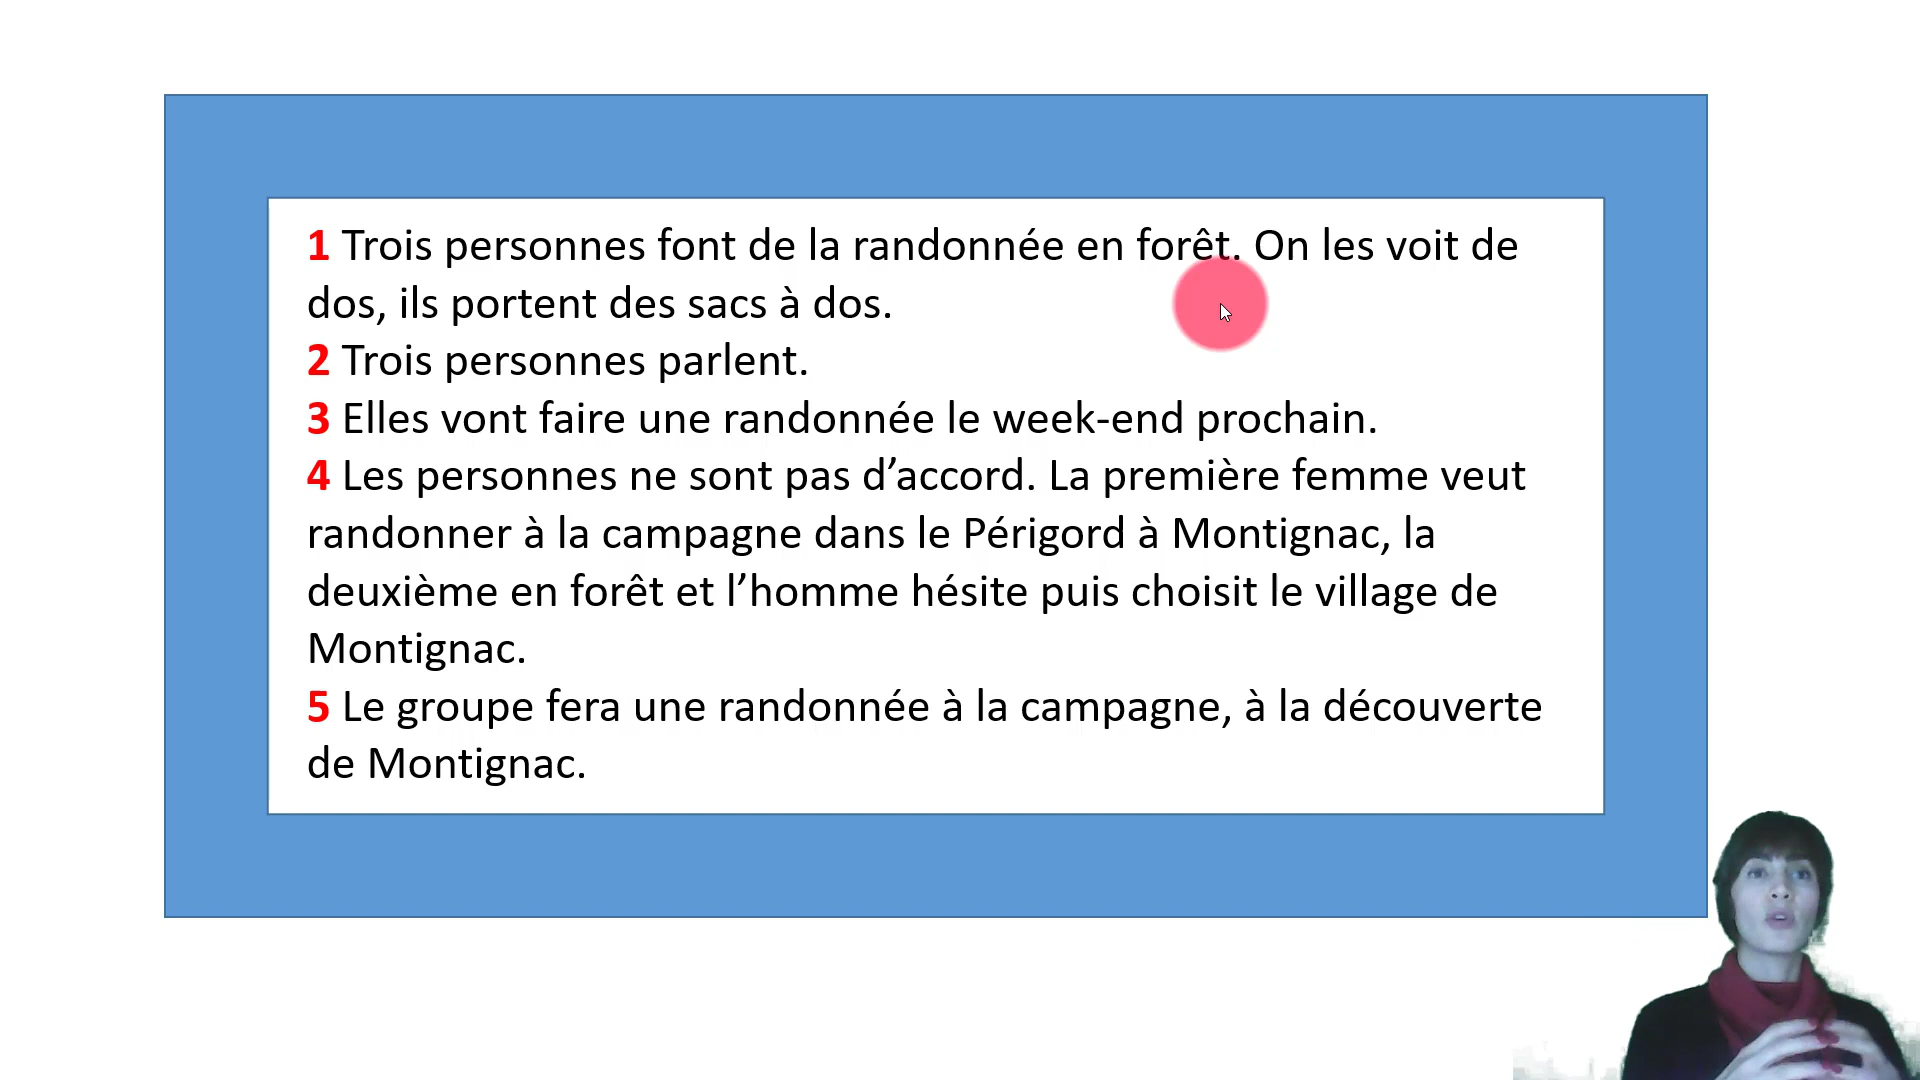 1 Trois personnes font de la randonnée en forêt. On les voit de
dos, ils portent des sacs à dos.
2 Trois personnes parlent.
3 Elles vont faire une randonnée le week-end prochain.
4 Les personnes ne sont pas d’accord. La première femme veut
randonner à la campagne dans le Périgord à Montignac, la
deuxième en forêt et l’homme hésite puis choisit le village de
Montignac.
5 Le groupe fera une randonnée à la campagne, à la découverte
de Montignac.